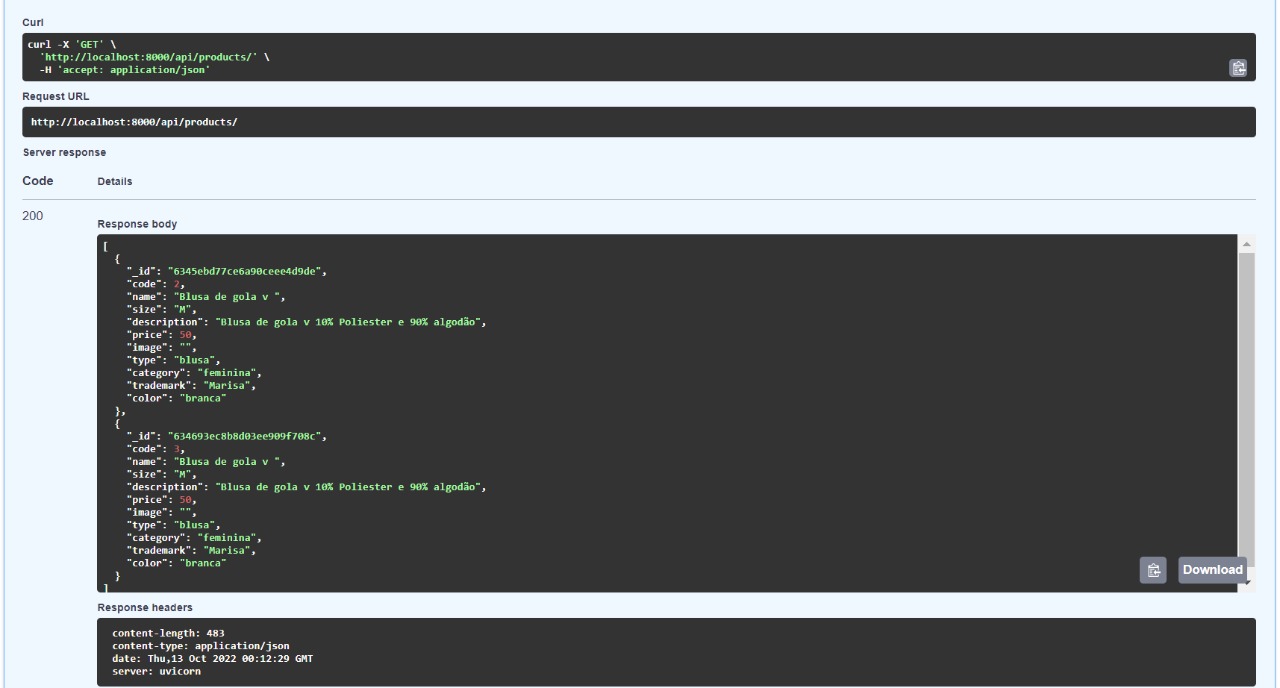 Curl
curl -X 'GET' \
  'http://localhost:8000/api/products/' \
  -H 'accept: application/json'
Request URL
http://localhost:8000/api/products/
Server response
Code Details
200
Response body
[
  {
    "_id": "6345ebd77ce6a90ceee4d9de",
    "code": 2,
    "name": "Blusa de gola v ",
    "size": "M",
    "description": "Blusa de gola v 10% Poliester e 90% algodão",
    "price": 50,
    "image": "",
    "type": "blusa",
    "category": "feminina",
    "trademark": "Marisa",
    "color": "branca"
  },
  {
    "_id": "634693ec8b8d03ee909f708c",
    "code": 3,
    "name": "Blusa de gola v ",
    "size": "M",
    "description": "Blusa de gola v 10% Poliester e 90% algodão",
    "price": 50,
    "image": "",
    "type": "blusa",
    "category": "feminina",
    "trademark": "Marisa",
    "color": "branca"
  }
]
Download
Response headers
content-length: 483
content-type: application/json
date: Thu,13 Oct 2022 00:12:29 GMT
server: uvicorn